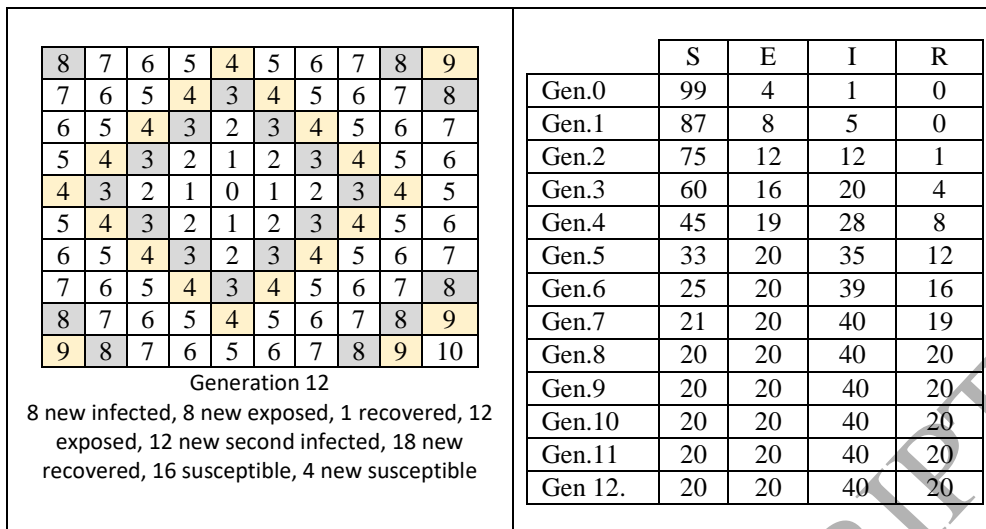 8 7 6 5 4 5 6 7 8 9
7 6 5 4 3 4 5 6 7 8
6 5 4 3 2 3 4 5 6 7
5 4 3 2 1 2 3 4 5 6
4 3 2 1 0 1 2 3 4 5
5 4 3 2 1 2 3 4 5 6
6 5 4 3 2 3 4 5 6 7
7 6 5 4 3 4 5 6 7 8
8 7 6 5 4 5 6 7 8 9
9 8 7 6 5 6 7 8 9 10
Generation 12
8 new infected, 8 new exposed, 1 recovered, 12
exposed, 12 new second infected, 18 new
recovered, 16 susceptible, 4 new susceptible
S E I R
Gen.0 99 4 1 0
Gen.1 87 8 5 0
Gen.2 75 12 12 1
Gen.3 60 16 20 4
Gen.4 45 19 28 8
Gen.5 33 20 35 12
Gen.6 25 20 39 16
Gen.7 21 20 40 19
Gen.8 20 20 40 20
Gen.9 20 20 40 20
Gen.10 20 20 40 20
Gen.11 20 20 40 20
Gen 12. 20 20 40 20